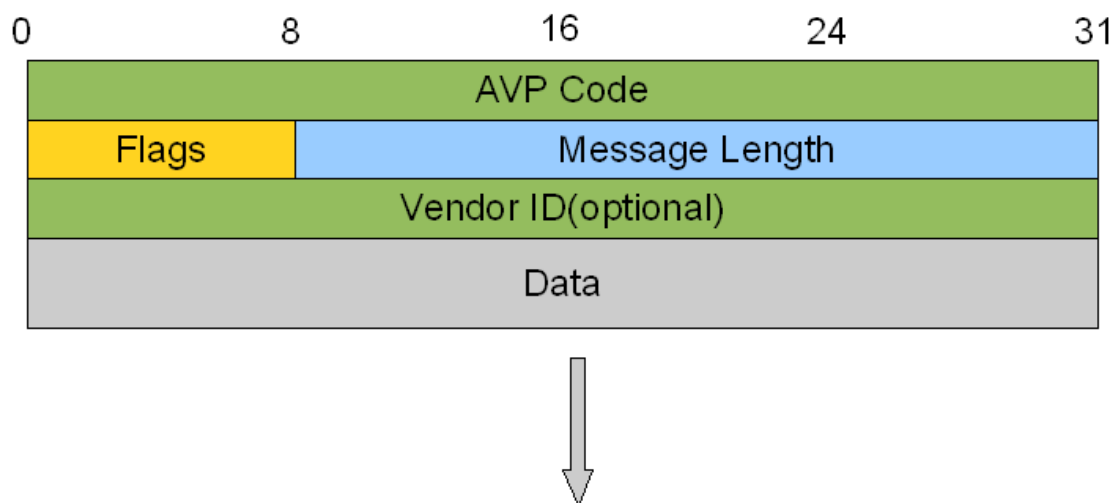 0 8 16 24 31
AVP Code
Flags Message Length
Vendor ID(optional)
Data